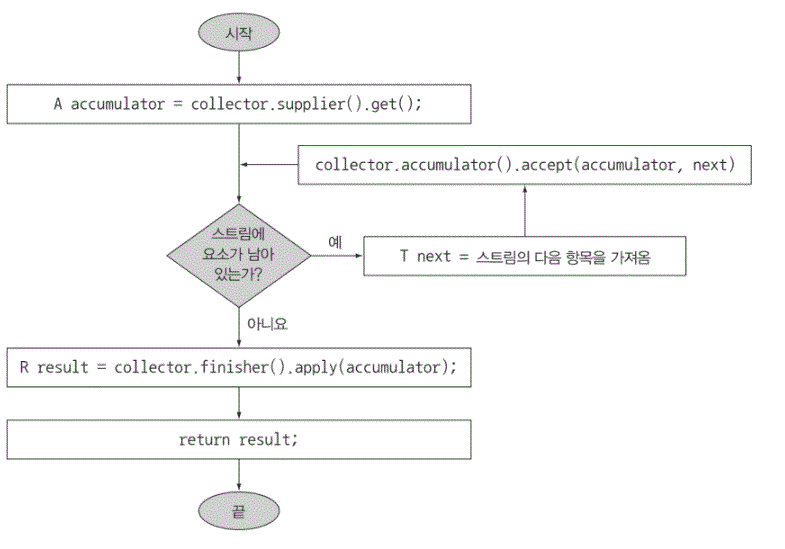 시작
A accumulator = collector.supplier().get();
collector.accumulator().accept(accumulator, next)
스트림에
요소가 남아
있는가?
예
T next = 스트림의 다음 항목을 가져옴
아니요
R result = collector.finisher().apply(accumulator);
return result;
끝